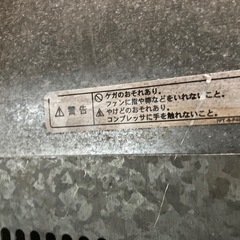 警告
ケガのおそれあり。
ファンに指や棒などをいれないこと。
やけどのおそれあり。
コンプレッサに手を触れないこと。